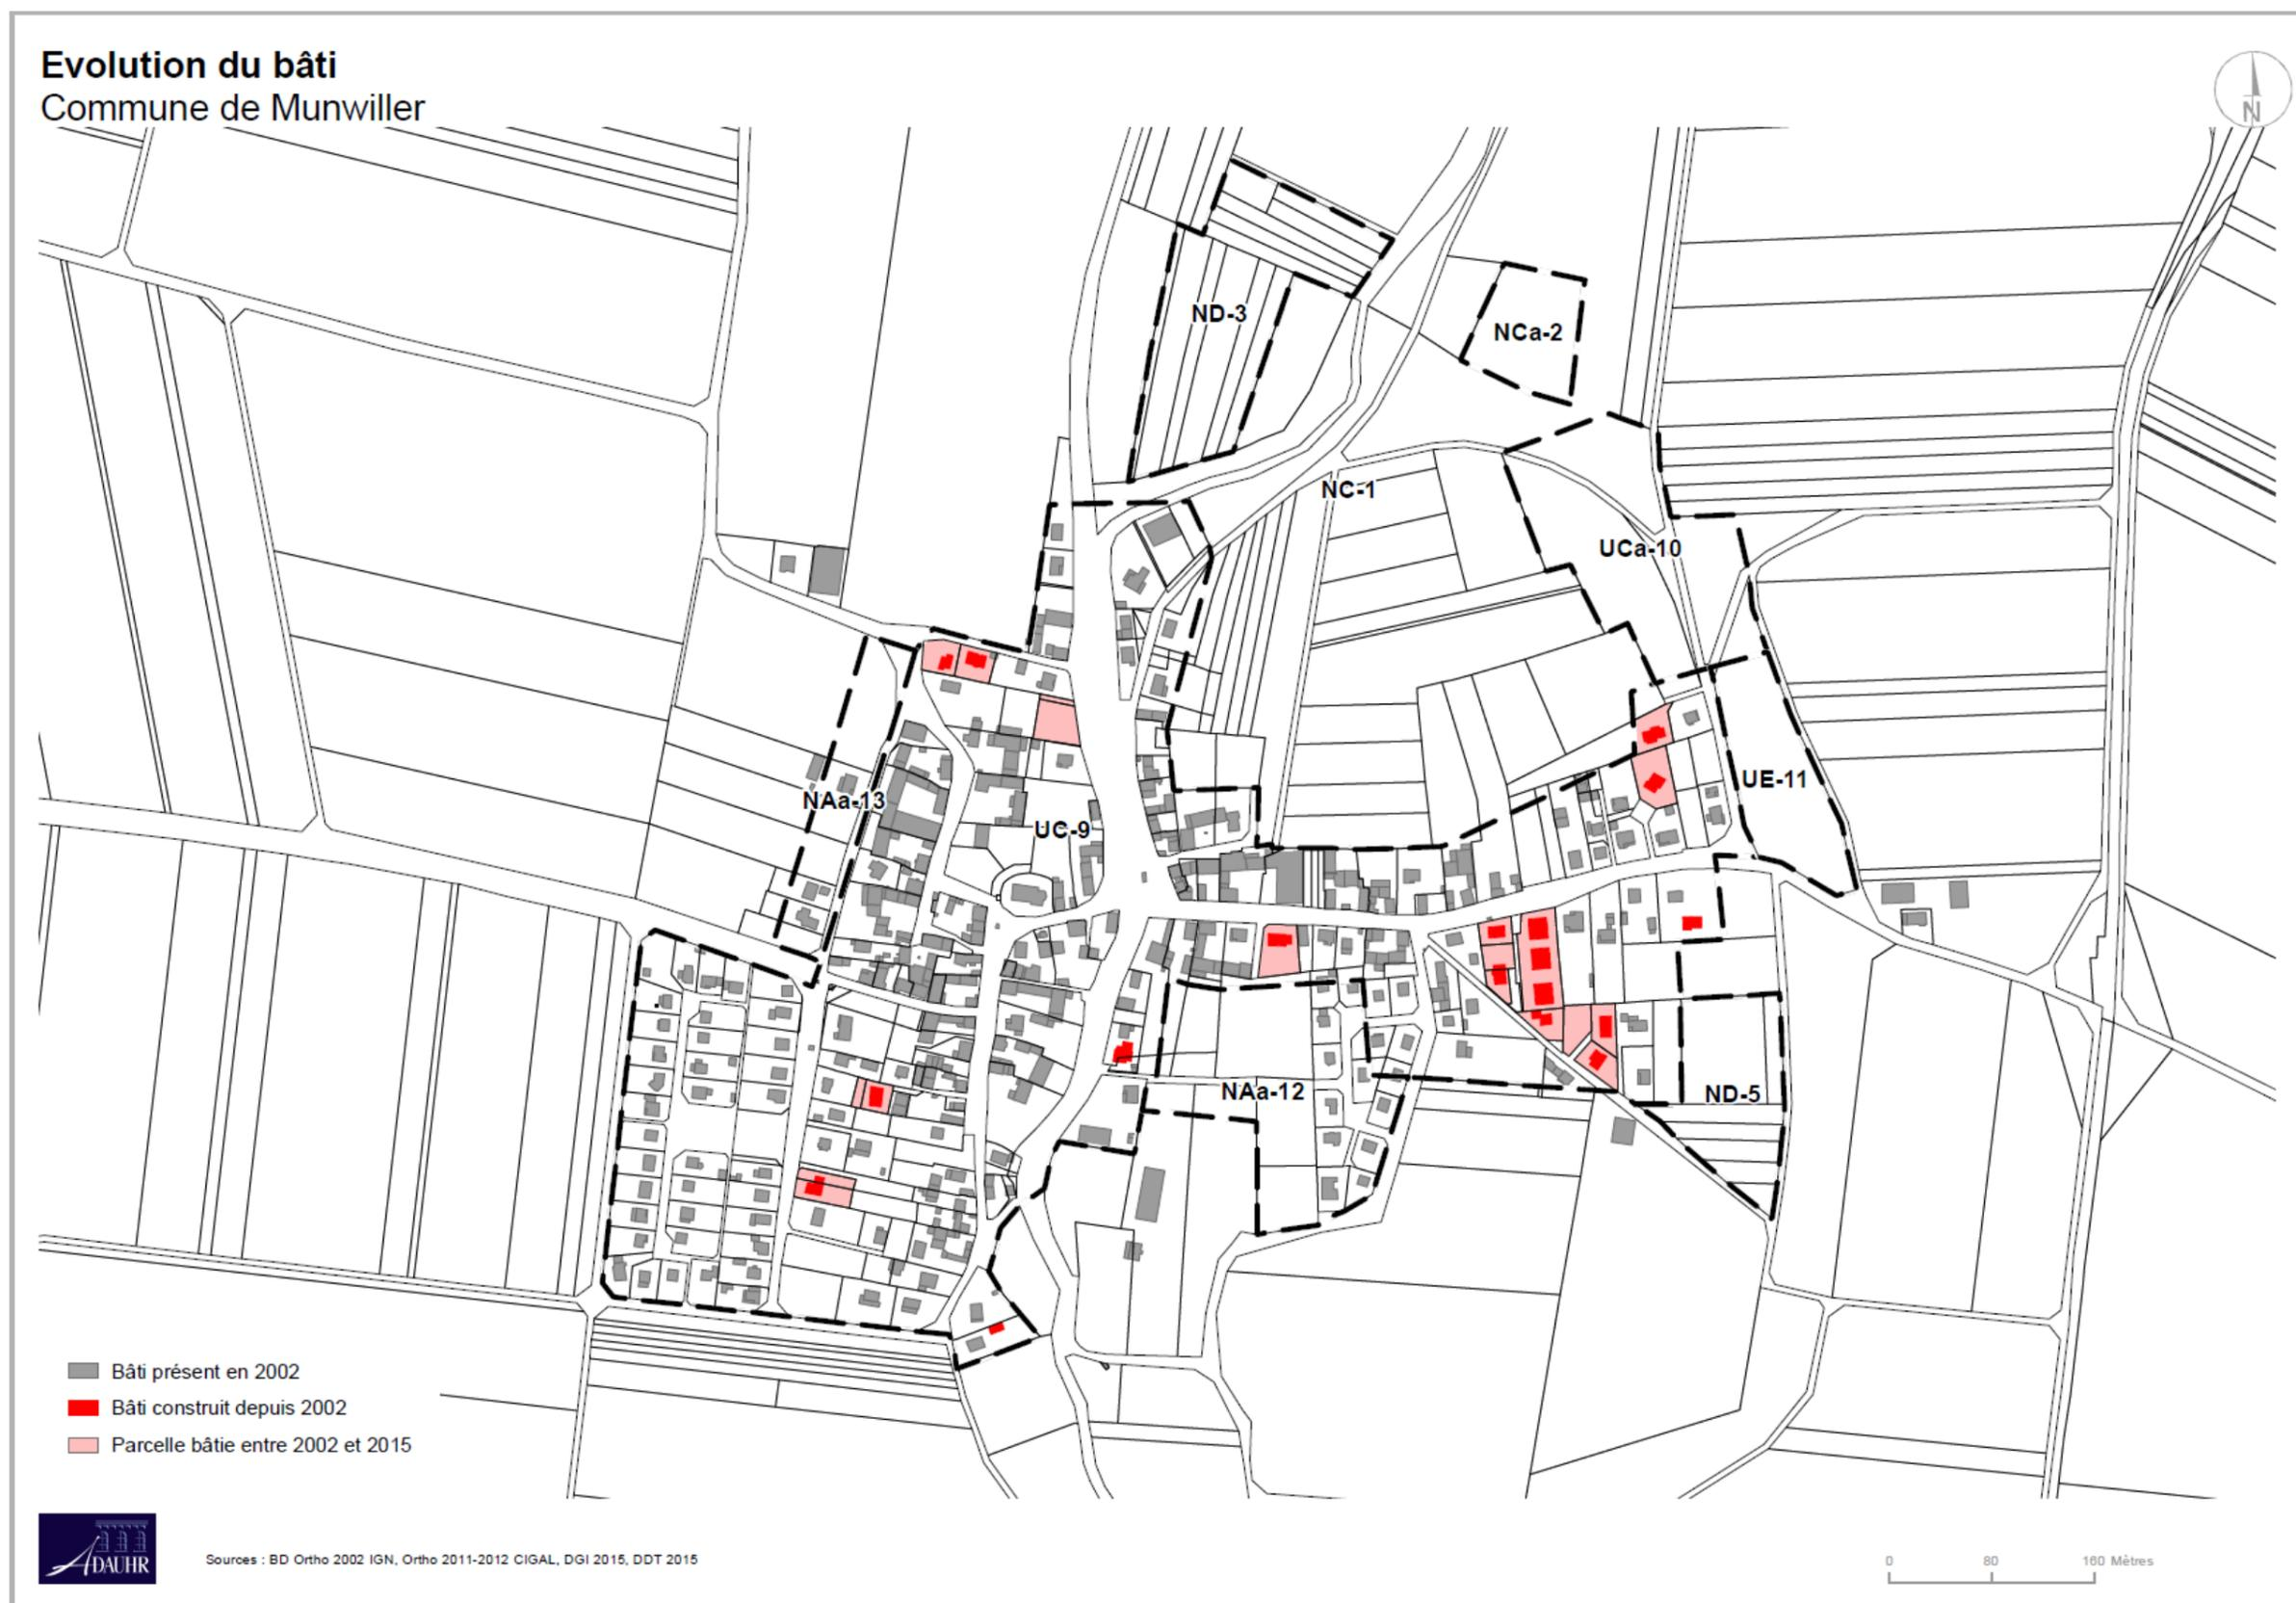 Evolution du bâti
Commune de Munwiller
N
ND-3
NCa-2
NC-1
UCa-10
UE-11
NAa-13
UC-9
NAa-12
ND-5
Bâti présent en 2002
Bâti construit depuis 2002
Parcelle bâtie entre 2002 et 2015
ADAUHR
Sources : BD Ortho 2002 IGN, Ortho 2011-2012 CIGAL, DGI 2015, DDT 2015
0 80 160 Mètres